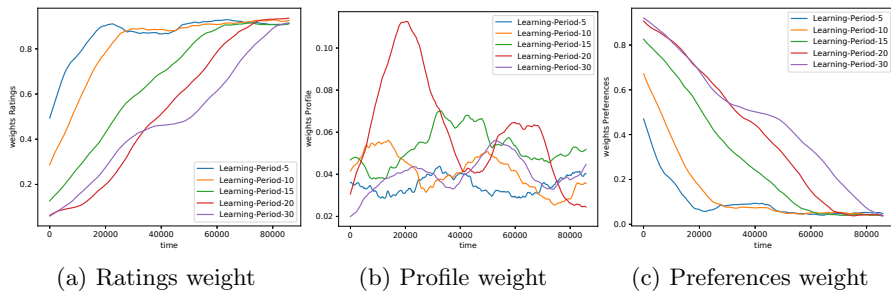 weights Ratings
0.8
0.6
0.4
0.2
0
20000
40000
60000
80000
time
Learning-Period-5
Learning-Period-10
Learning-Period-15
Learning-Period-20
Learning-Period-30
(a) Ratings weight
weights Profile
0.10
0.08
0.06
0.04
0.02
0
20000
40000
60000
80000
time
Learning-Period-5
Learning-Period-10
Learning-Period-15
Learning-Period-20
Learning-Period-30
(b) Profile weight
weights Preferences
0.8
0.6
0.4
0.2
0.0
0
20000
40000
60000
80000
time
Learning-Period-5
Learning-Period-10
Learning-Period-15
Learning-Period-20
Learning-Period-30
(c) Preferences weight